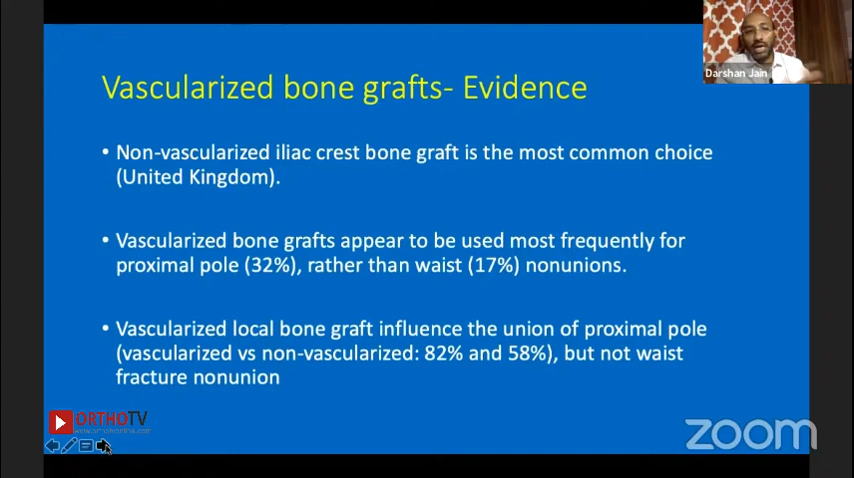 Darshan Jain
Vascularized bone grafts- Evidence
• Non-vascularized iliac crest bone graft is the most common choice
(United Kingdom).
• Vascularized bone grafts appear to be used most frequently for
proximal pole (32%), rather than waist (17%) nonunions.
• Vascularized local bone graft influence the union of proximal pole
(vascularized vs non-vascularized: 82% and 58%), but not waist
fracture nonunion
ORTHOTV
zoom